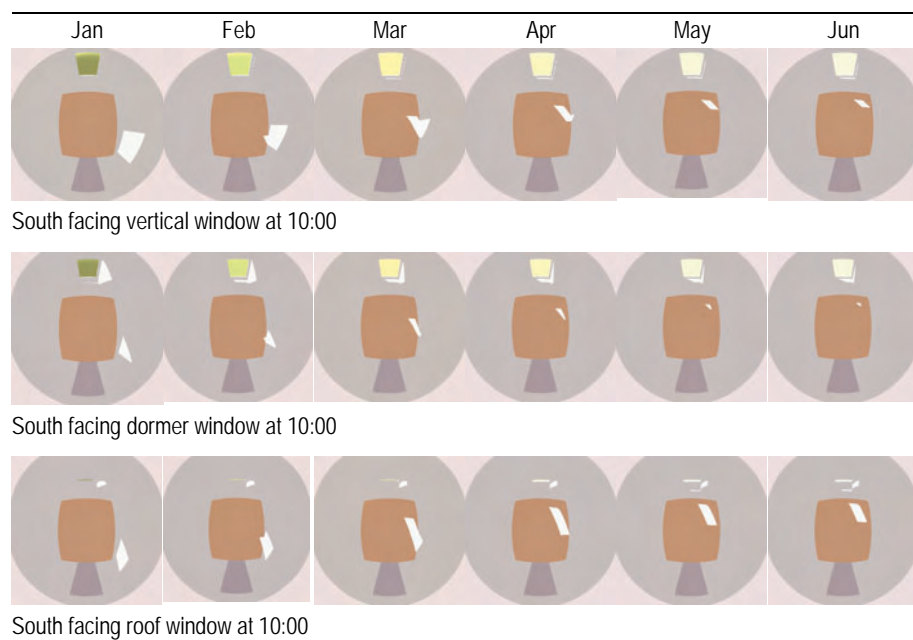 Jan Feb Mar Apr May Jun
South facing vertical window at 10:00
South facing dormer window at 10:00
South facing roof window at 10:00